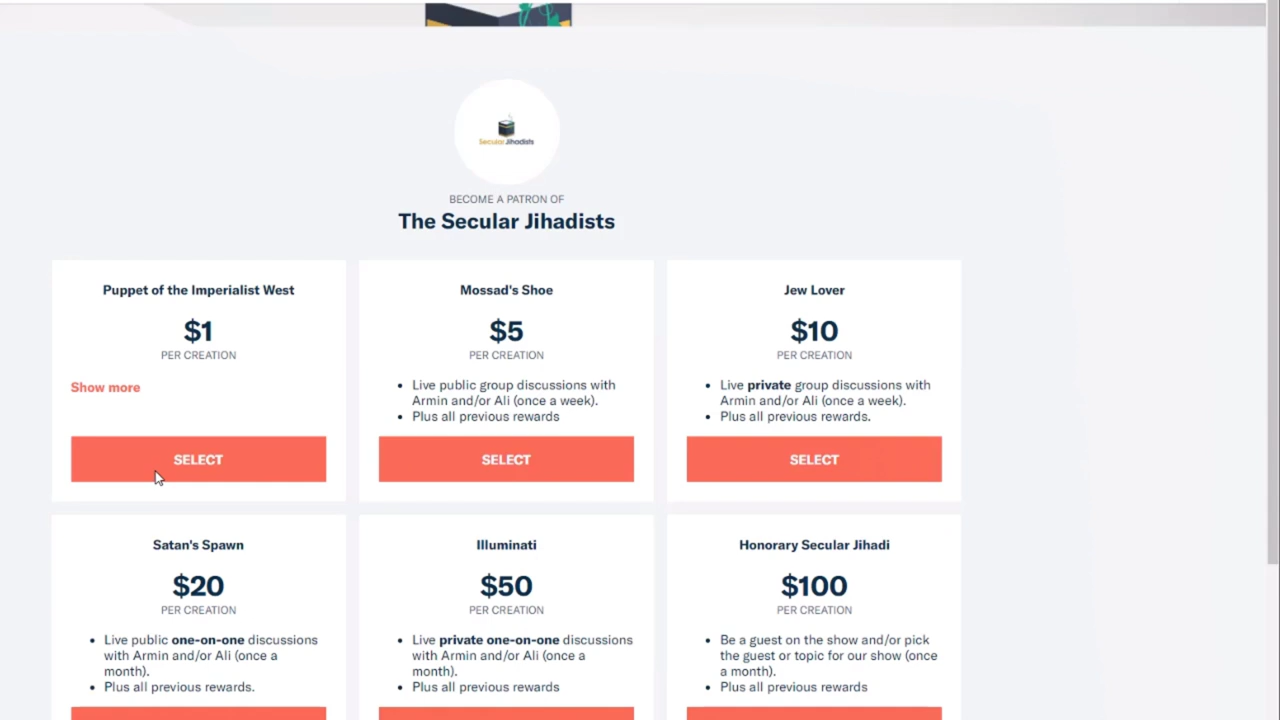 Secular Jihadists
BECOME A PATRON OF
The Secular Jihadists
Puppet of the Imperialist West
$1
PER CREATION
Show more
SELECT
Mossad's Shoe
$5
PER CREATION
• Live public group discussions with
Armin and/or Ali (once a week).
• Plus all previous rewards
SELECT
Jew Lover
$10
PER CREATION
• Live private group discussions with
Armin and/or Ali (once a week).
• Plus all previous rewards.
SELECT
Satan's Spawn
$20
PER CREATION
• Live public one-on-one discussions
with Armin and/or Ali (once a
month).
• Plus all previous rewards.
Illuminati
$50
PER CREATION
• Live private one-on-one discussions
with Armin and/or Ali (once a
month).
• Plus all previous rewards
Honorary Secular Jihadi
$100
PER CREATION
• Be a guest on the show and/or pick
the guest or topic for our show (once
a month).
• Plus all previous rewards